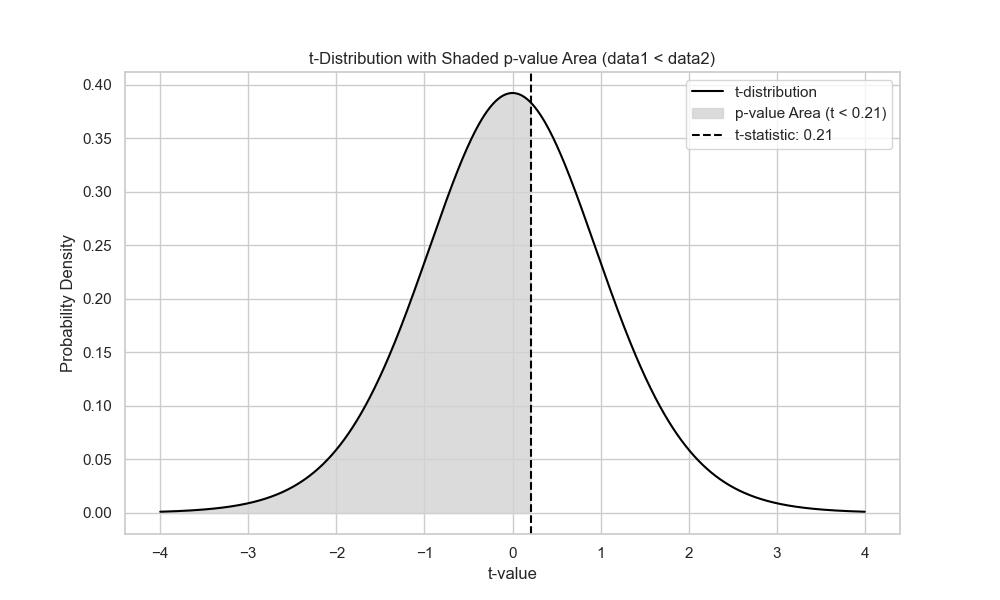 t-Distribution with Shaded p-value Area (data1 < data2)
t-distribution
p-value Area (t < 0.21)
t-statistic: 0.21
Probability Density
0.40
0.35
0.30
0.25
0.20
0.15
0.10
0.05
0.00
−4 −3 −2 −1 0 1 2 3 4
t-value